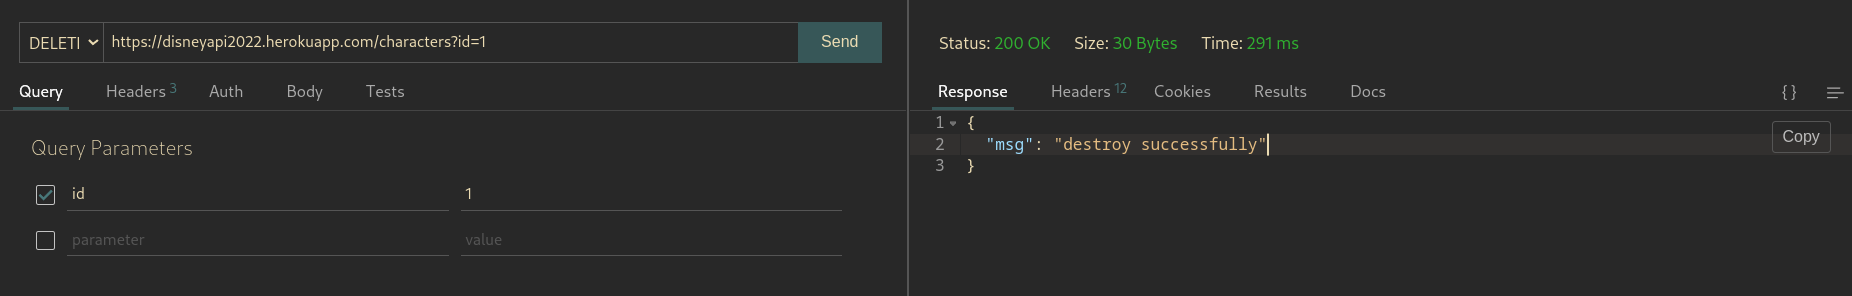 DELETI https://disneyapi2022.herokuapp.com/characters?id=1 Send
Query Headers 3 Auth Body Tests
Query Parameters
id 1
parameter value
Status: 200 OK Size: 30 Bytes Time: 291 ms
Response Headers 12 Cookies Results Docs {}
1 {
2 "msg": "destroy successfully"
3 }
Copy